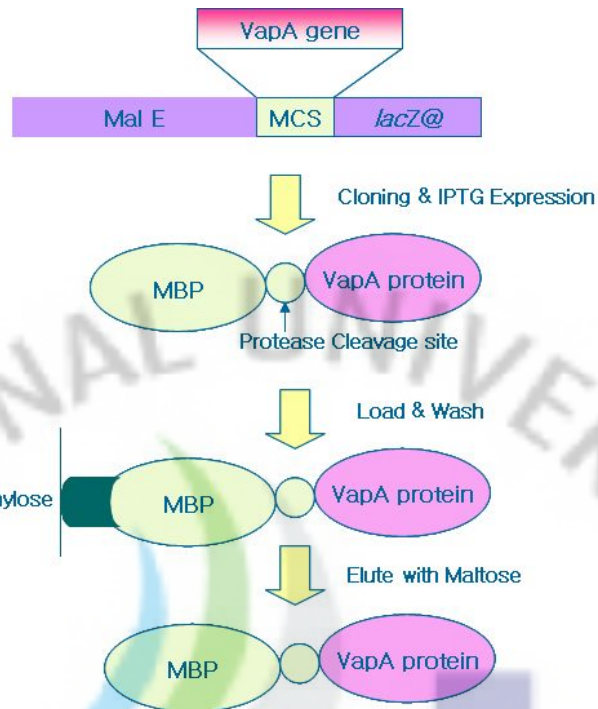 VapA gene
Mal E MCS lacZ@
Cloning & IPTG Expression
MBP VapA protein
Protease Cleavage site
Load & Wash
MBP VapA protein
Elute with Maltose
MBP VapA protein